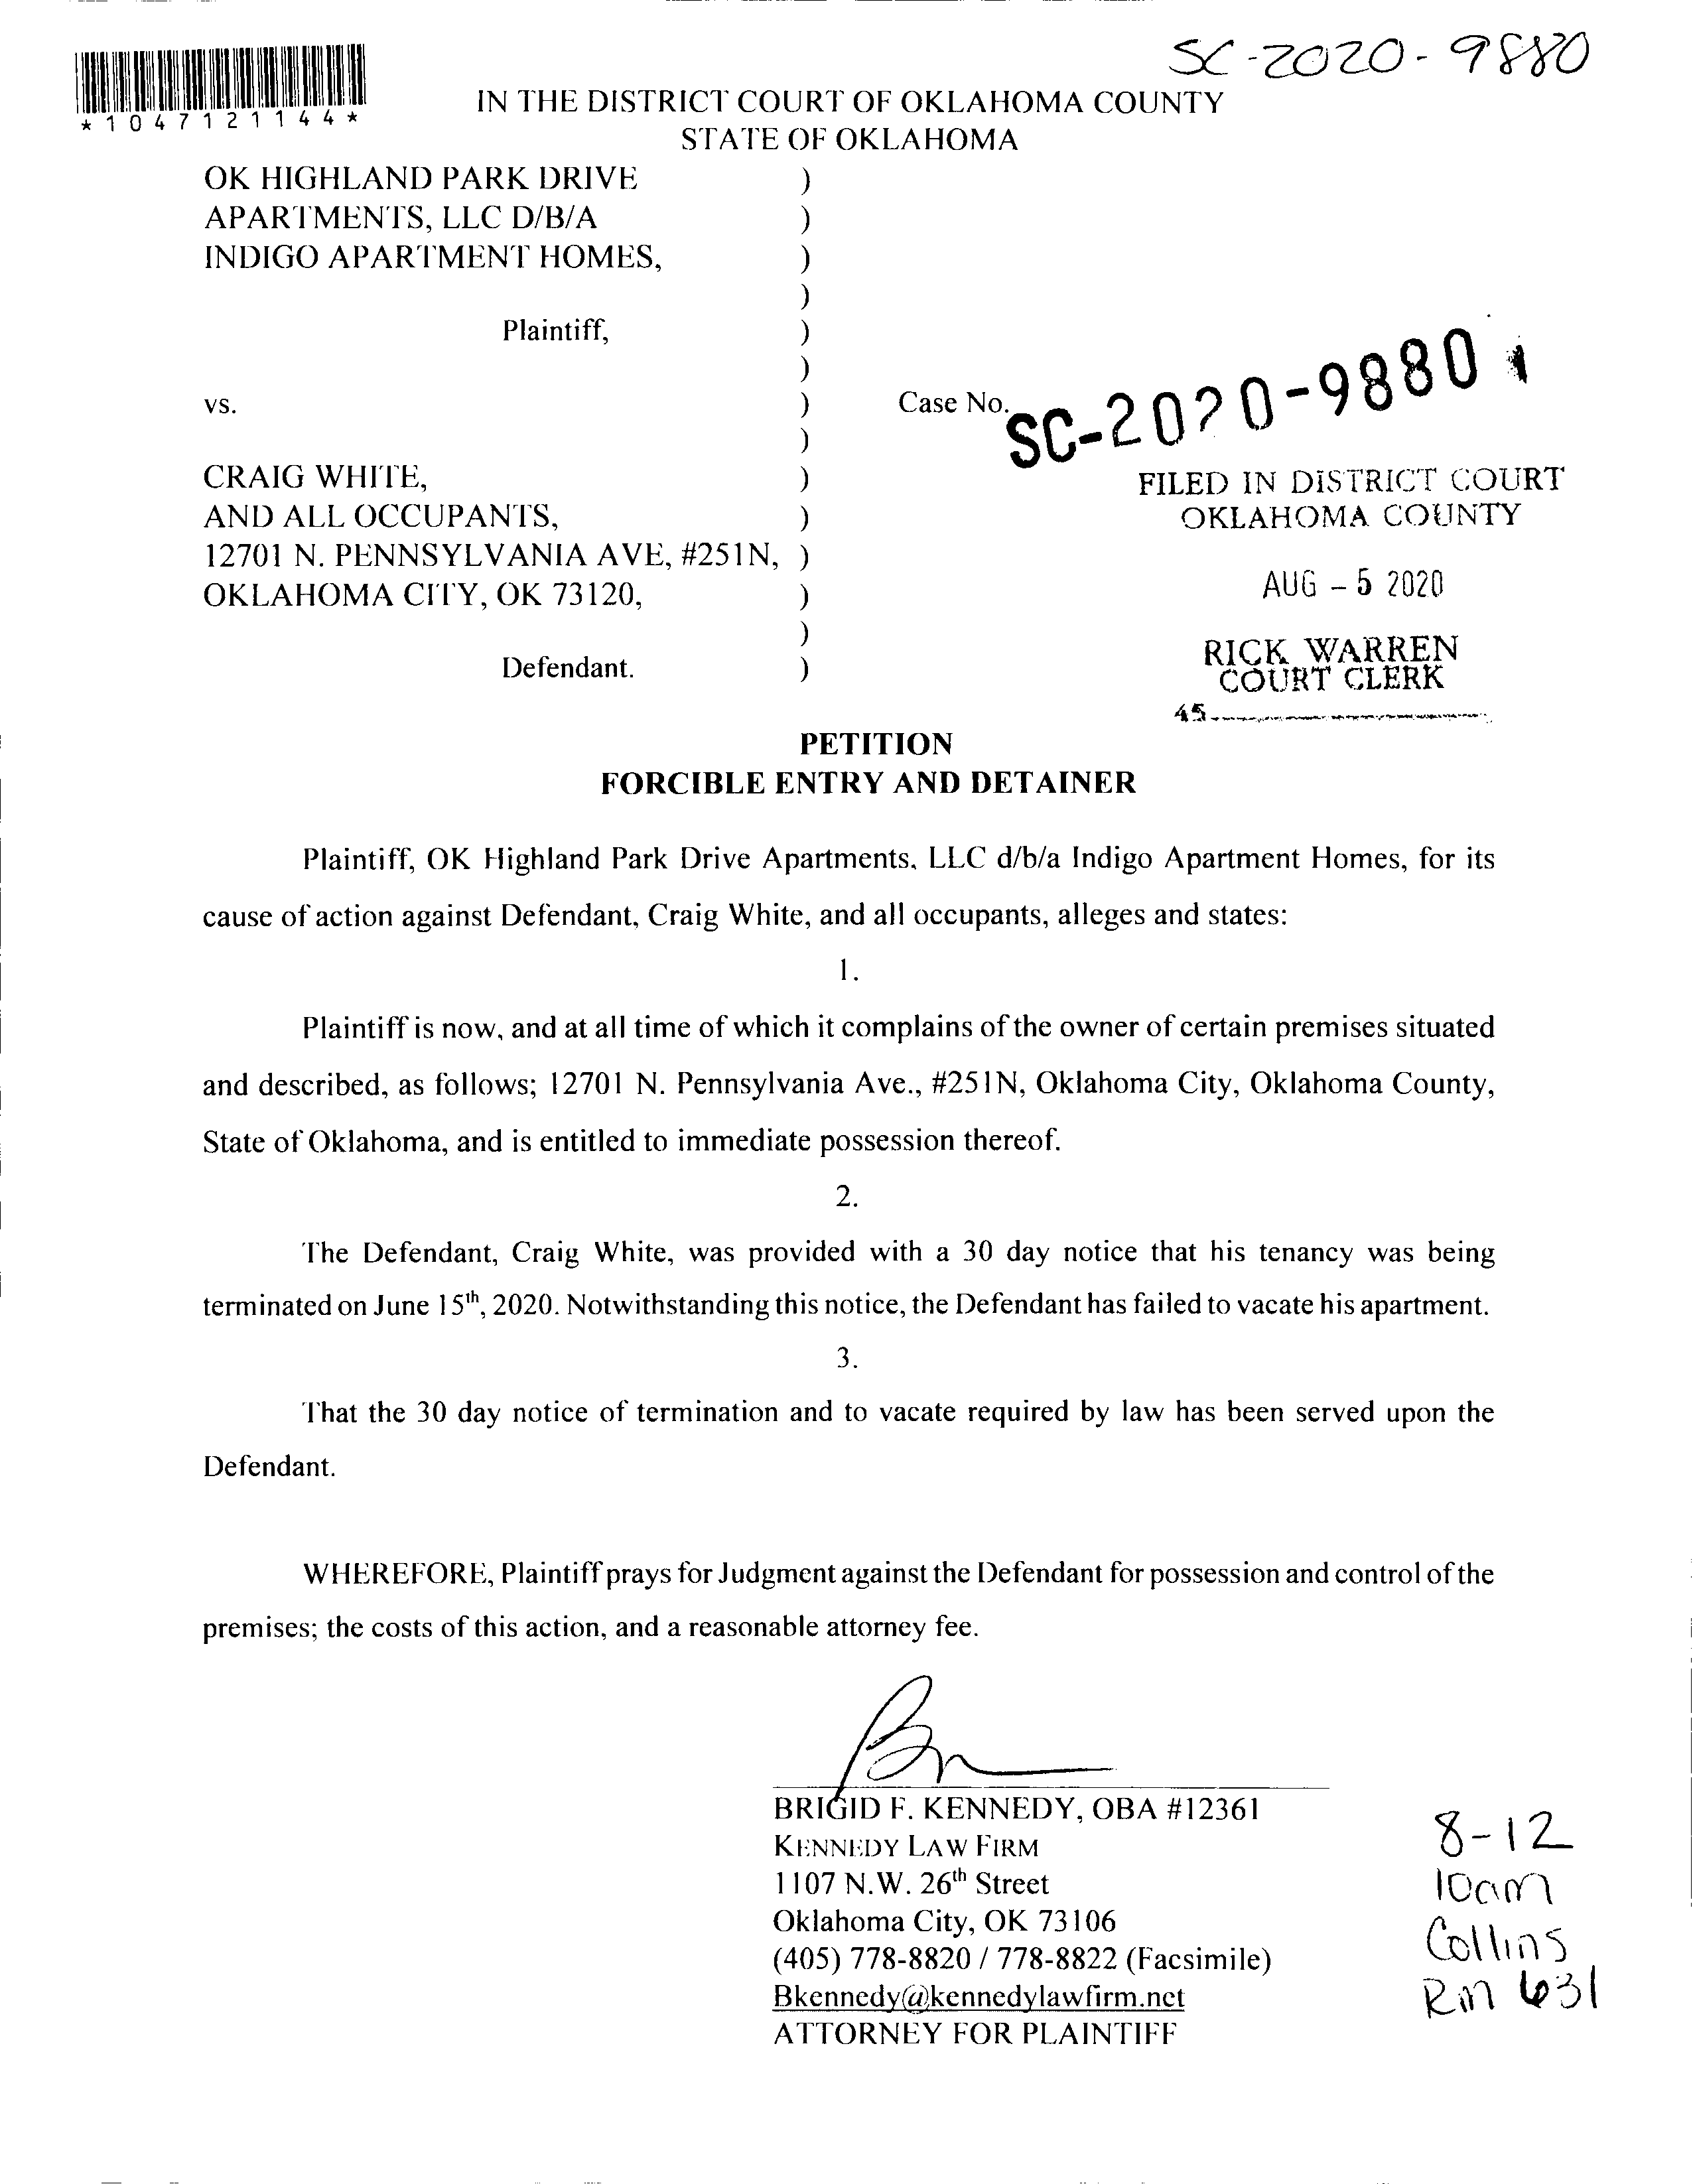 SC-2020-9880
*1047121144*
IN THE DISTRICT COURT OF OKLAHOMA COUNTY
STATE OF OKLAHOMA
OK HIGHLAND PARK DRIVE )
APARTMENTS, LLC D/B/A )
INDIGO APARTMENT HOMES, )
)
Plaintiff, )
)
vs. ) Case No. SC-2020-9880
)
CRAIG WHITE, )
AND ALL OCCUPANTS, )
12701 N. PENNSYLVANIA AVE, #251N, )
OKLAHOMA CITY, OK 73120, )
)
Defendant. )
FILED IN DISTRICT COURT
OKLAHOMA COUNTY
AUG - 5 2020
RICK WARREN
COURT CLERK
45
PETITION
FORCIBLE ENTRY AND DETAINER
Plaintiff, OK Highland Park Drive Apartments, LLC d/b/a Indigo Apartment Homes, for its
cause of action against Defendant, Craig White, and all occupants, alleges and states:
1.
Plaintiff is now, and at all time of which it complains of the owner of certain premises situated
and described, as follows; 12701 N. Pennsylvania Ave., #251N, Oklahoma City, Oklahoma County,
State of Oklahoma, and is entitled to immediate possession thereof.
2.
The Defendant, Craig White, was provided with a 30 day notice that his tenancy was being
terminated on June 15th, 2020. Notwithstanding this notice, the Defendant has failed to vacate his apartment.
3.
That the 30 day notice of termination and to vacate required by law has been served upon the
Defendant.
WHEREFORE, Plaintiff prays for Judgment against the Defendant for possession and control of the
premises; the costs of this action, and a reasonable attorney fee.
BRIGID F. KENNEDY, OBA #12361
KENNEDY LAW FIRM
1107 N.W. 26th Street
Oklahoma City, OK 73106
(405) 778-8820 / 778-8822 (Facsimile)
Bkennedy@kennedylawfirm.net
ATTORNEY FOR PLAINTIFF
8-12
10am
Collins
Rm 631